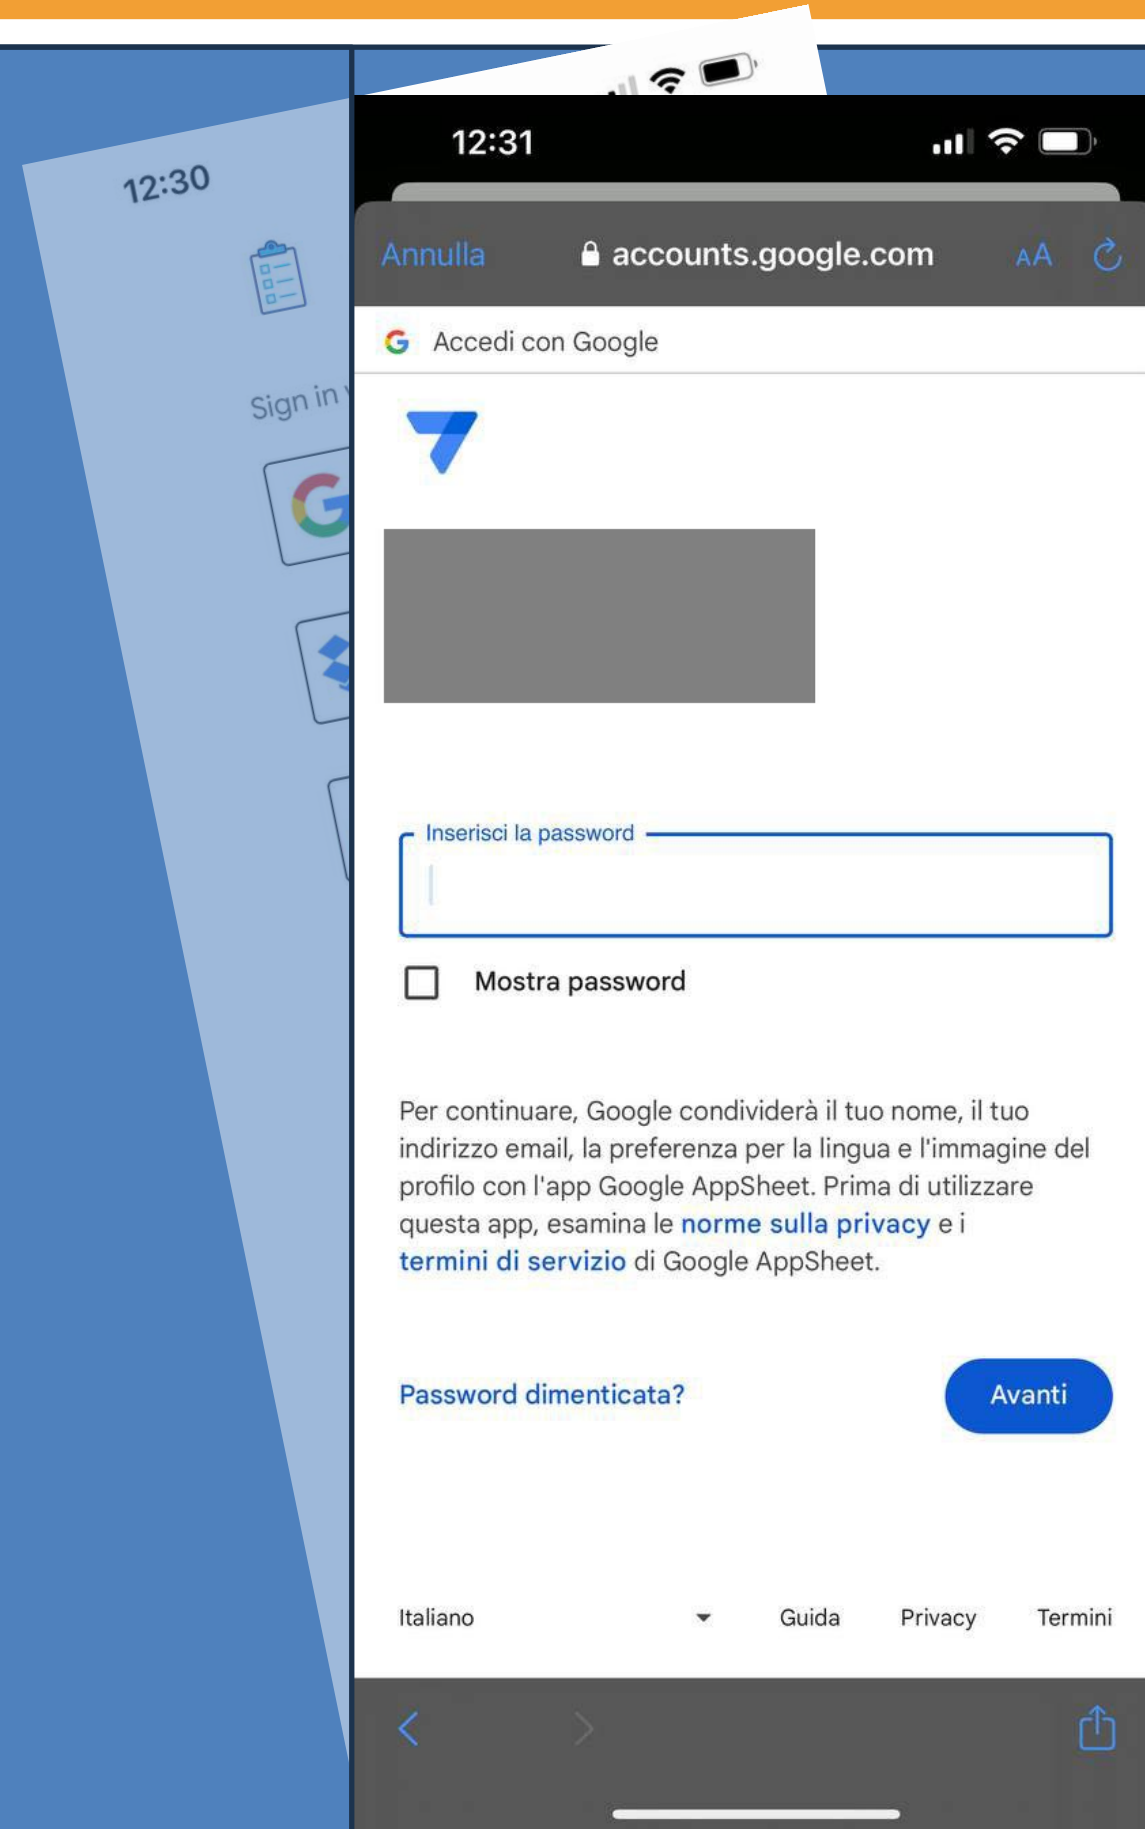 12:30
Sign in
12:31
Annulla
accounts.google.com
AA
Accedi con Google
Inserisci la password
Mostra password
Per continuare, Google condividerà il tuo nome, il tuo
indirizzo email, la preferenza per la lingua e l'immagine del
profilo con l'app Google AppSheet. Prima di utilizzare
questa app, esamina le norme sulla privacy e i
termini di servizio di Google AppSheet.
Password dimenticata?
Avanti
Italiano
Guida
Privacy
Termini